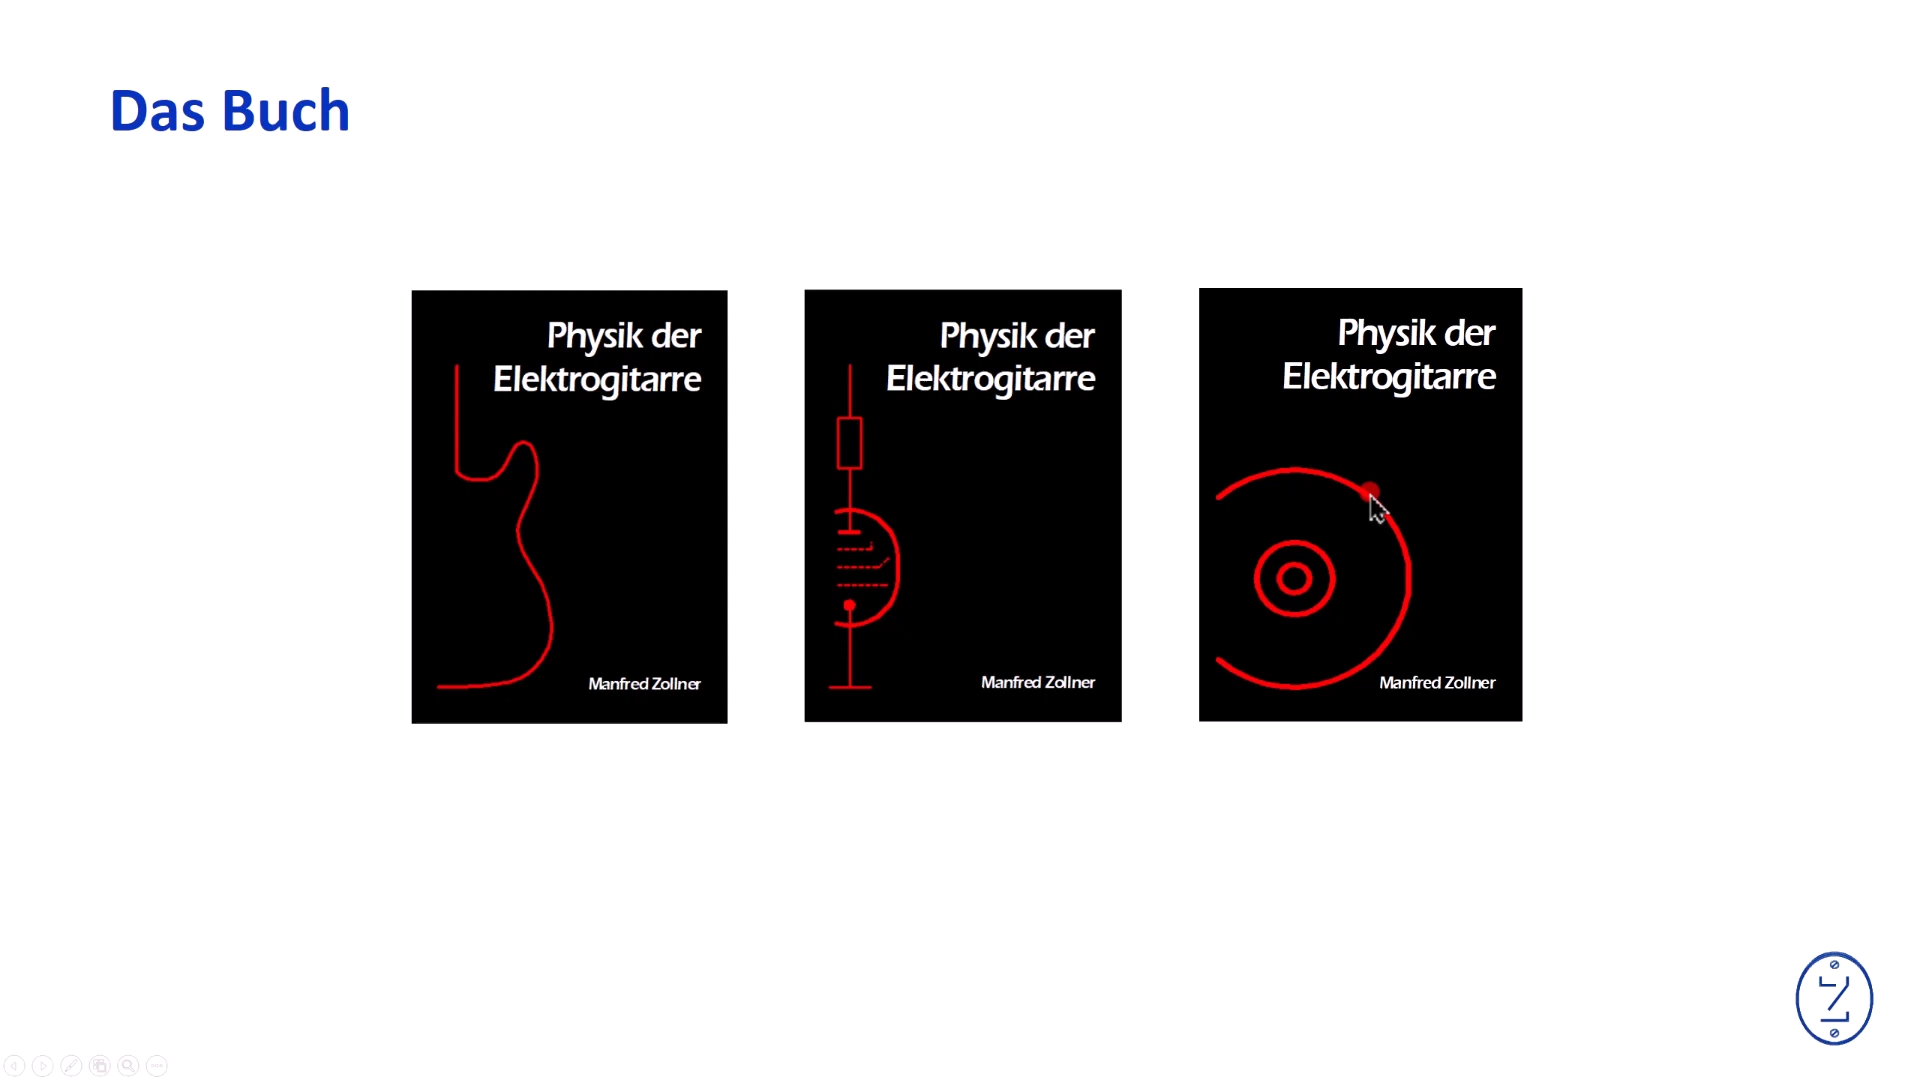 Das Buch
Physik der
Elektrogitarre
Manfred Zollner
Physik der
Elektrogitarre
Manfred Zollner
Physik der
Elektrogitarre
Manfred Zollner
Z